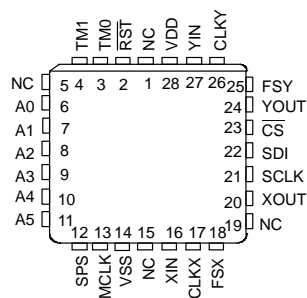 TM1 TM0 RST NC VDD YIN CLKY
4 3 2 1 28 27 26
NC 5 25 FSY
A0 6 24 YOUT
A1 7 23 CS
A2 8 22 SDI
A3 9 21 SCLK
A4 10 20 XOUT
A5 11 19 NC
12 13 14 15 16 17 18
SPS MCLK VSS NC XIN CLKX FSX